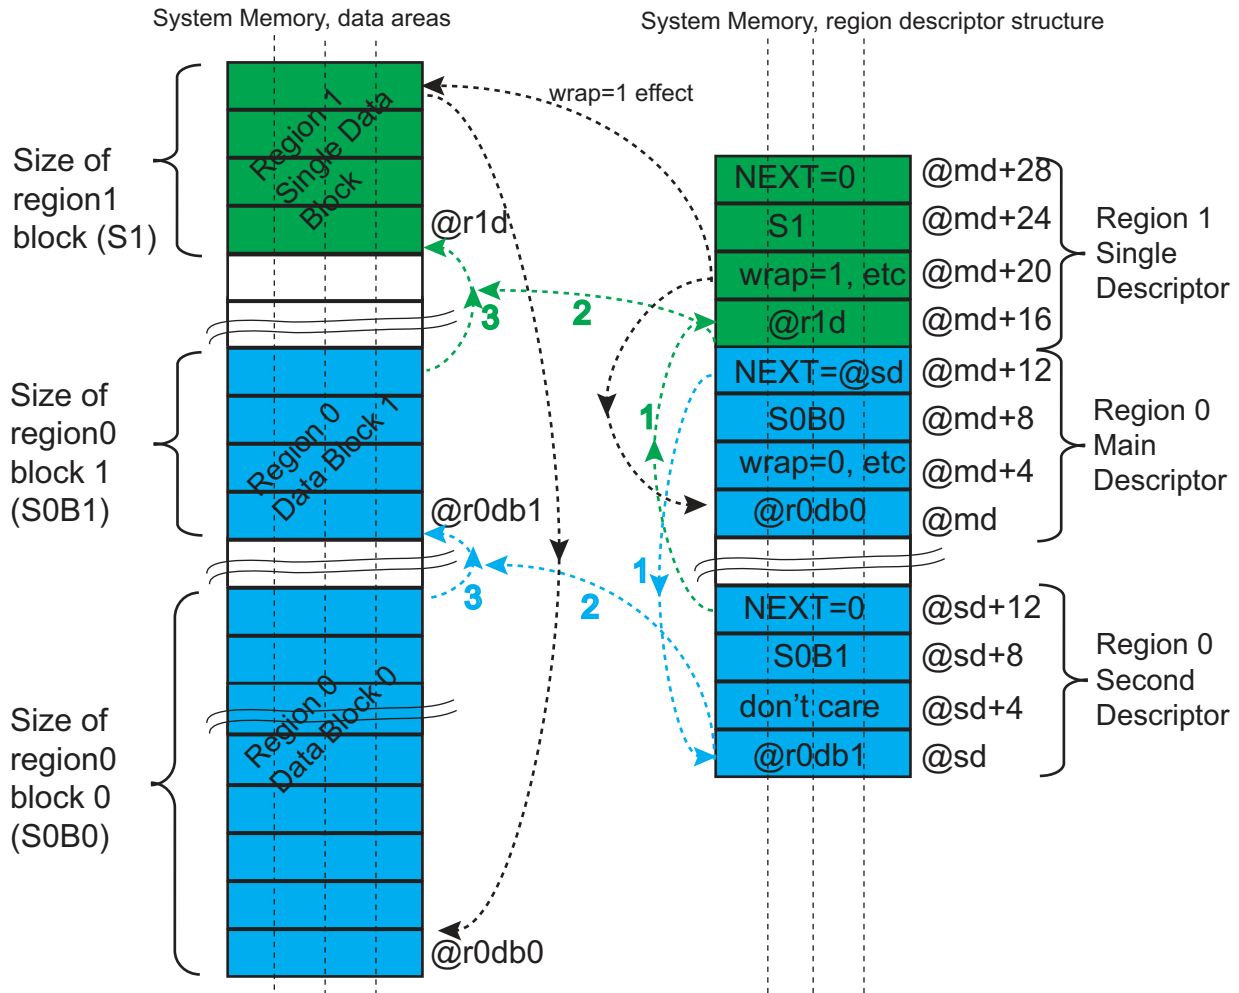 System Memory, data areas
System Memory, region descriptor structure
wrap=1 effect
Size of
region1
block (S1)
Region 1
Single Data
Block
@r1d
3
2
Size of
region0
block 1
(S0B1)
Region 0
Data Block 1
@r0db1
3
2
1
1
Size of
region0
block 0
(S0B0)
Region 0
Data Block 0
@r0db0
NEXT=0
@md+28
S1
@md+24
wrap=1, etc
@md+20
@r1d
@md+16
Region 1
Single
Descriptor
NEXT=@sd
@md+12
S0B0
@md+8
wrap=0, etc
@md+4
@r0db0
@md
Region 0
Main
Descriptor
NEXT=0
@sd+12
S0B1
@sd+8
don't care
@sd+4
@r0db1
@sd
Region 0
Second
Descriptor